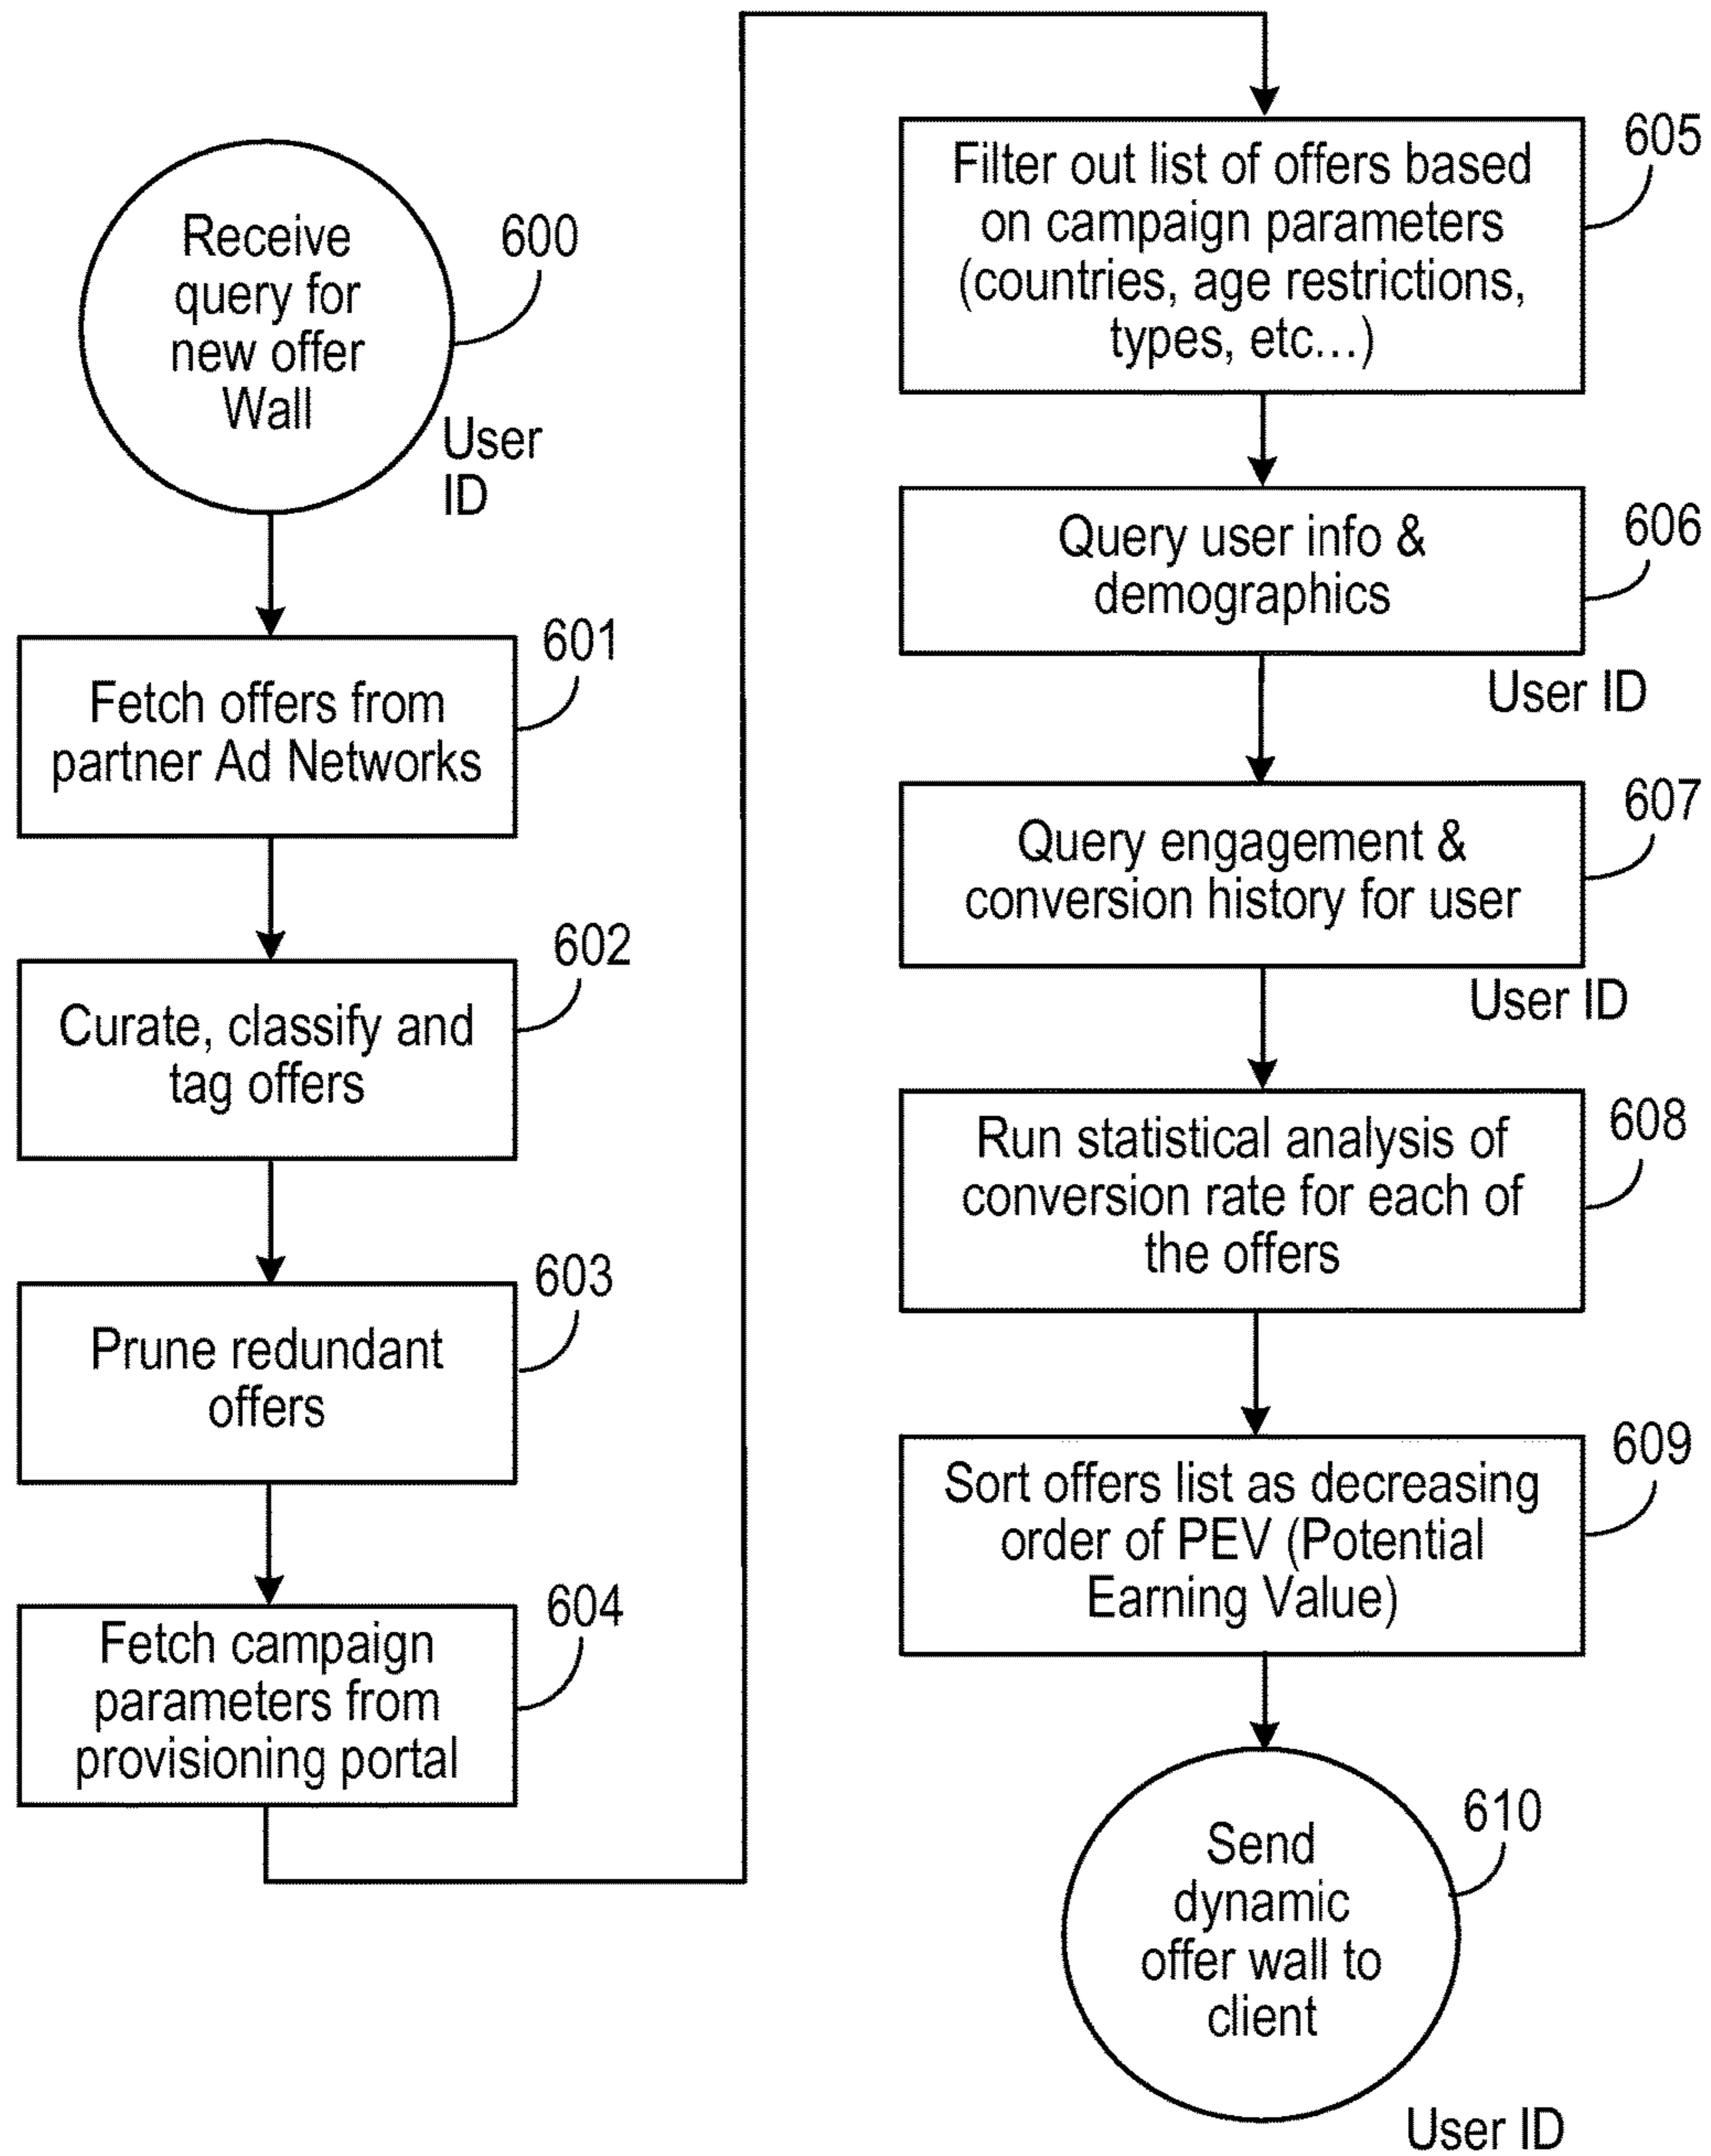 Receive
query for
new offer
Wall
600
User
ID
601
Fetch offers from
partner Ad Networks
602
Curate, classify and
tag offers
603
Prune redundant
offers
604
Fetch campaign
parameters from
provisioning portal
605
Filter out list of offers based
on campaign parameters
(countries, age restrictions,
types, etc...)
606
Query user info &
demographics
User ID
607
Query engagement &
conversion history for user
User ID
608
Run statistical analysis of
conversion rate for each of
the offers
609
Sort offers list as decreasing
order of PEV (Potential
Earning Value)
610
Send
dynamic
offer wall to
client
User ID